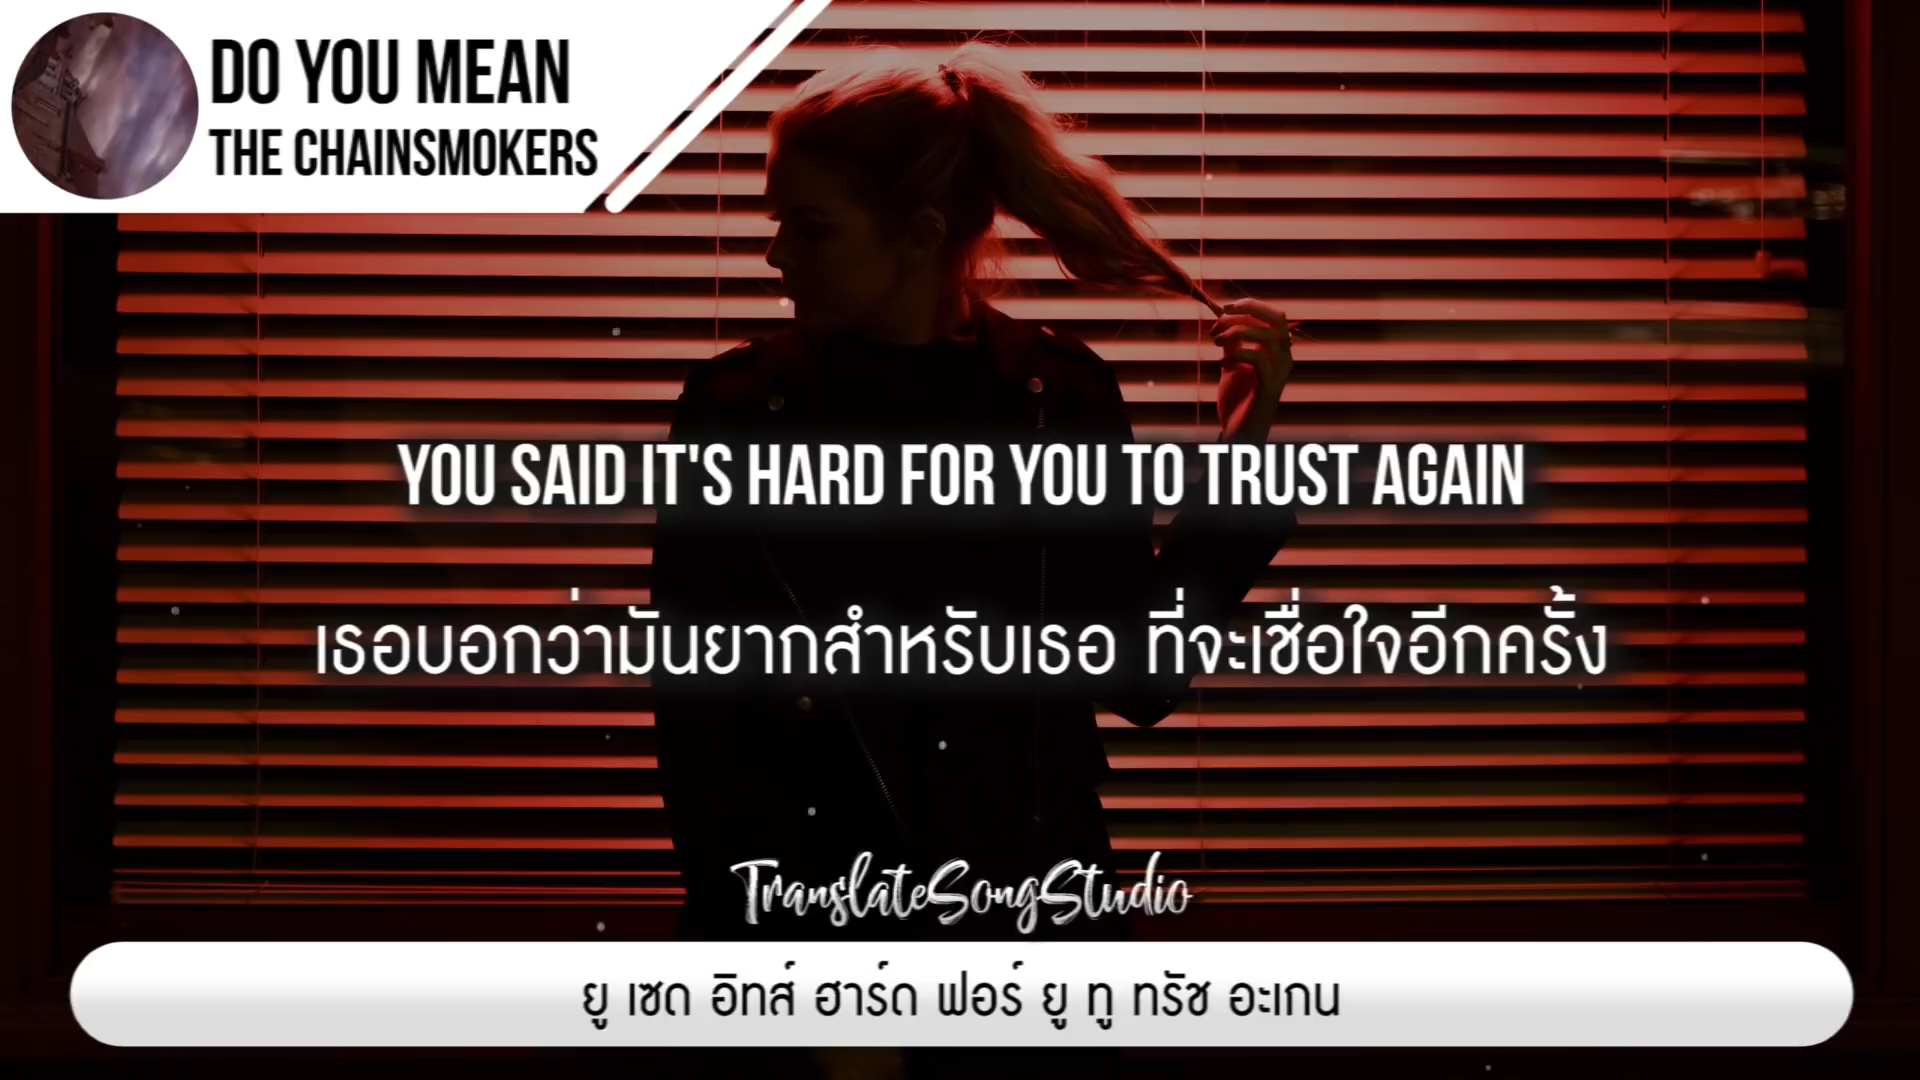 DO YOU MEAN
THE CHAINSMOKERS
YOU SAID IT'S HARD FOR YOU TO TRUST AGAIN
เธอบอกว่ามันยากสำหรับเธอ ที่จะเชื่อใจอีกครั้ง
TranslateSongStudio
ยู เซด อิทส์ ฮาร์ด ฟอร์ ยู ทู ทรัช อะเกน